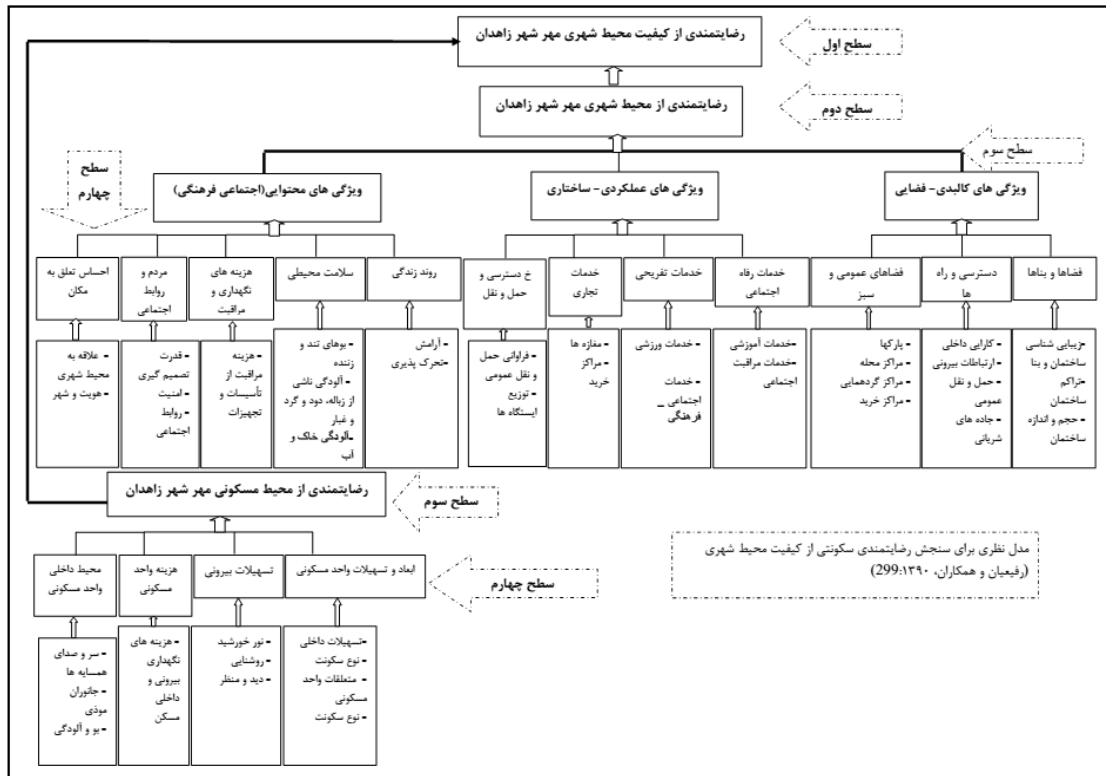 رضایتمندی از کیفیت محیط شهری مهر شهر زاهدان
سطح اول
رضایتمندی از محیط شهری مهر شهر زاهدان
سطح دوم
سطح سوم
سطح
چهارم
ویژگی های کالبدی- فضایی
ویژگی های عملکردی- ساختاری
ویژگی های محتوایی(اجتماعی فرهنگی)
فضاها و بناها
دسترسی و راه
ها
فضاهای عمومی و
سبز
خدمات رفاه
اجتماعی
خدمات تفریحی
خدمات
تجاری
خ دسترسی و
حمل و نقل
روند زندگی
سلامت محیطی
هزینه های
نگهداری و
مراقبت
مردم و
روابط
اجتماعی
احساس تعلق به
مکان
-زیبایی شناسی
ساختمان و بنا
-تراکم
ساختمان
- حجم و اندازه
ساختمان
- کارایی داخلی
- ارتباطات بیرونی
- حمل و نقل
عمومی
- جاده های
شریانی
- پارکها
- مراکز محله
- مراکز گردهمایی
- مراکز خرید
-خدمات آموزشی
-خدمات مراقبت
اجتماعی
- خدمات ورزشی
- خدمات
اجتماعی _
فرهنگی
- مغازه ها
- مراکز
خرید
- فراوانی حمل
و نقل عمومی
- توزیع
ایستگاه ها
- آرامش
-تحرک پذیری
- بوهای تند و
زننده
- آلودگی ناشی
از زباله، دود و گرد
و غبار
-آلودگی خاک و
آب
- هزینه
مراقبت از
تأسیسات و
تجهیزات
- قدرت
تصمیم گیری
- امنیت
- روابط
اجتماعی
- علاقه به
محیط شهری
- هویت و شهر
رضایتمندی از محیط مسکونی مهر شهر زاهدان
سطح سوم
ابعاد و تسهیلات واحد مسکونی
تسهیلات بیرونی
هزینه واحد
مسکونی
محیط داخلی
واحد مسکونی
سطح چهارم
-تسهیلات داخلی
- نوع سکونت
- متعلقات واحد
مسکونی
- نوع سکونت
- نور خورشید
- روشنایی
- دید و منظر
- هزینه های
نگهداری
بیرونی و
داخلی
مسکن
- سر و صدای
همسایه ها
- جانوران
موذی
- بو و آلودگی
مدل نظری برای سنجش رضایتمندی سکونتی از کیفیت محیط شهری
(رفیعیان و همکاران، ۱۳۹۰:299)